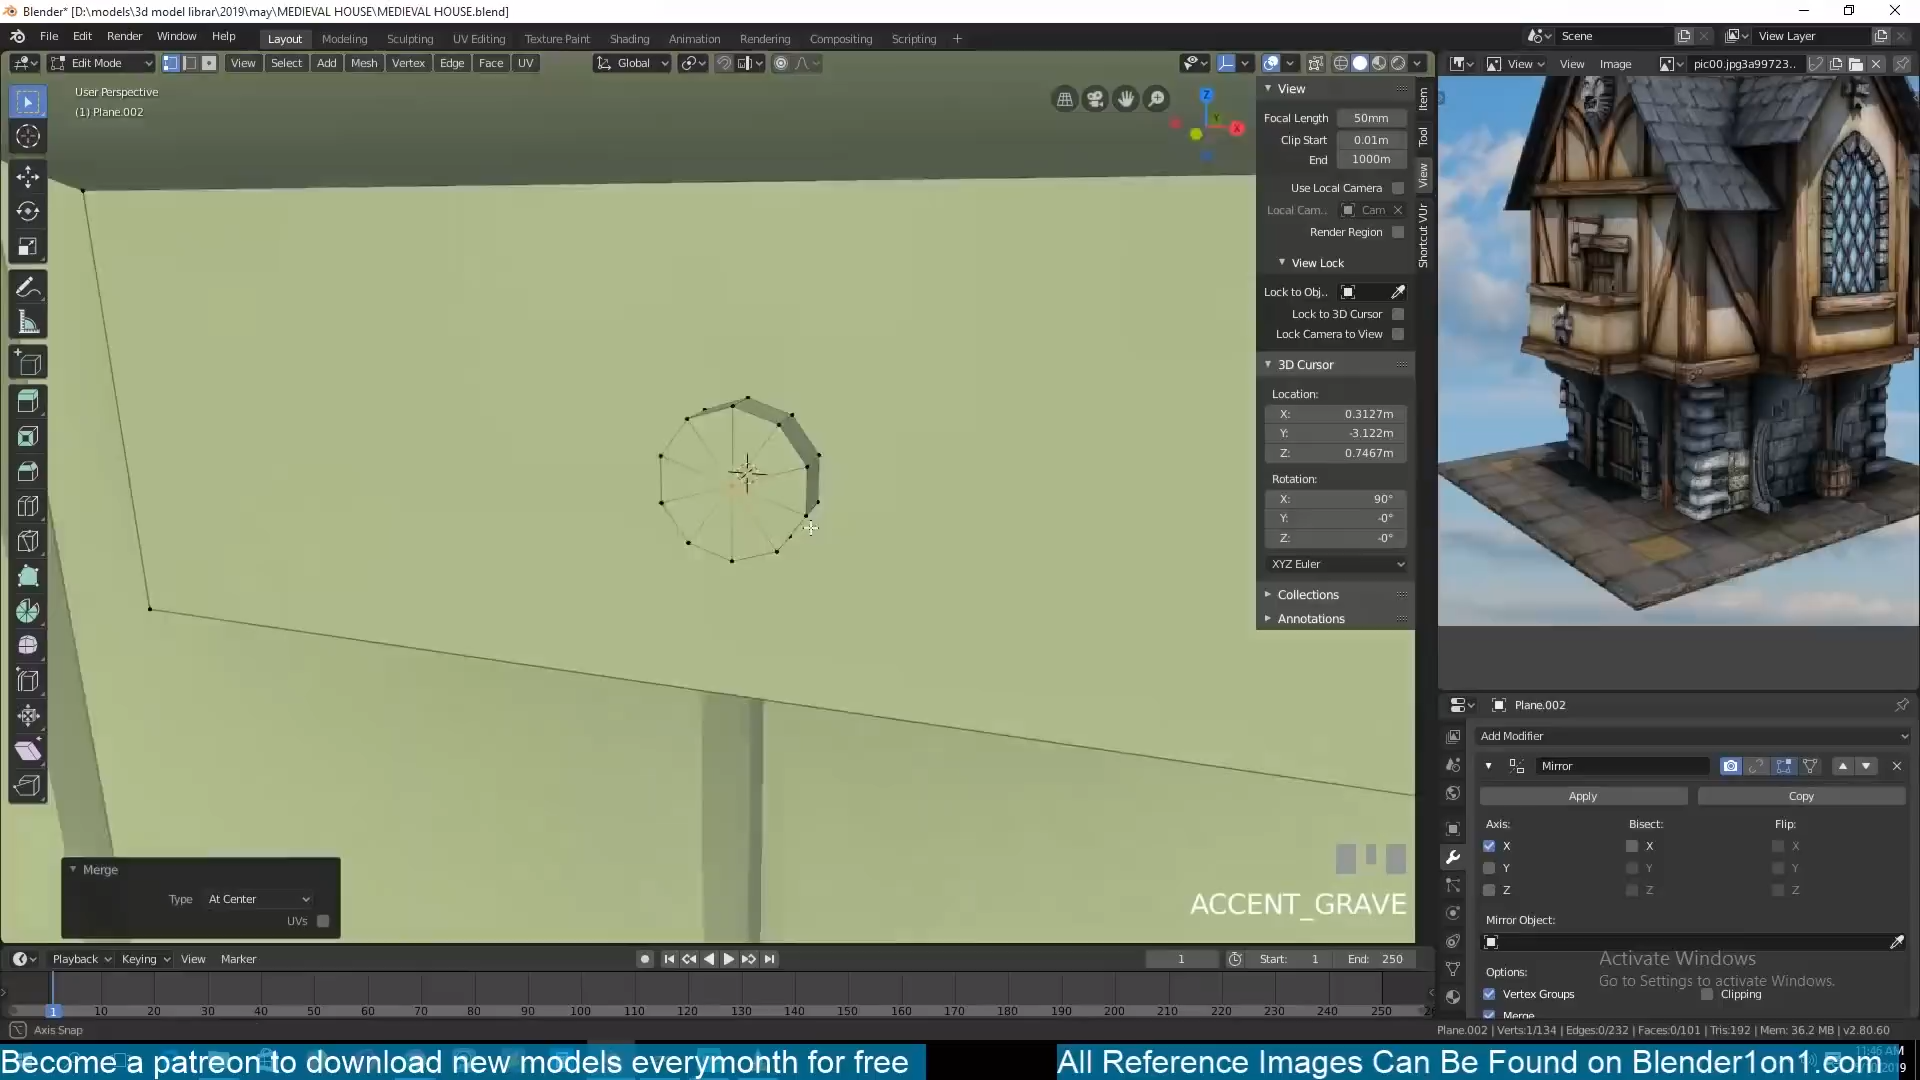 Blender* [D:\models\3d model librar\2019\may\MEDIEVAL HOUSE\MEDIEVAL HOUSE.blend]
File Edit Render Window Help Layout Modeling Sculpting UV Editing Texture Paint Shading Animation Rendering Compositing Scripting + Scene View Layer
Edit Mode View Select Add Mesh Vertex Edge Face UV Global View View Image pic00.jpg3a99723..
User Perspective
(1) Plane.002
Z
Y
X
View
Focal Length 50mm
Clip Start 0.01m
End 1000m
Use Local Camera
Local Cam.. Cam
Render Region
View Lock
Lock to Obj..
Lock to 3D Cursor
Lock Camera to View
3D Cursor
Location:
X: 0.3127m
Y: -3.122m
Z: 0.7467m
Rotation:
X: 90°
Y: -0°
Z: -0°
XYZ Euler
Collections
Annotations
Item
Tool
View
Shortcut VUr
Plane.002
Add Modifier
Mirror
Apply Copy
Axis: Bisect: Flip:
X X X
Y Y Y
Z Z Z
Mirror Object:
Options:
Vertex Groups Clipping
Merge
Activate Windows
Go to Settings to activate Windows.
Merge
Type At Center
UVs
ACCENT_GRAVE
Playback Keying View Marker 1 Start: 1 End: 250
1 10 20 30 40 50 60 70 80 90 100 110 120 130 140 150 160 170 180 190 200 210 220 230 240 250
Axis Snap
Plane.002 | Verts:1/134 | Edges:0/232 | Faces:0/101 | Tris:192 | Mem: 36.2 MB | v2.80.60
Become a patreon to download new models everymonth for free
All Reference Images Can Be Found on Blender1on1.com